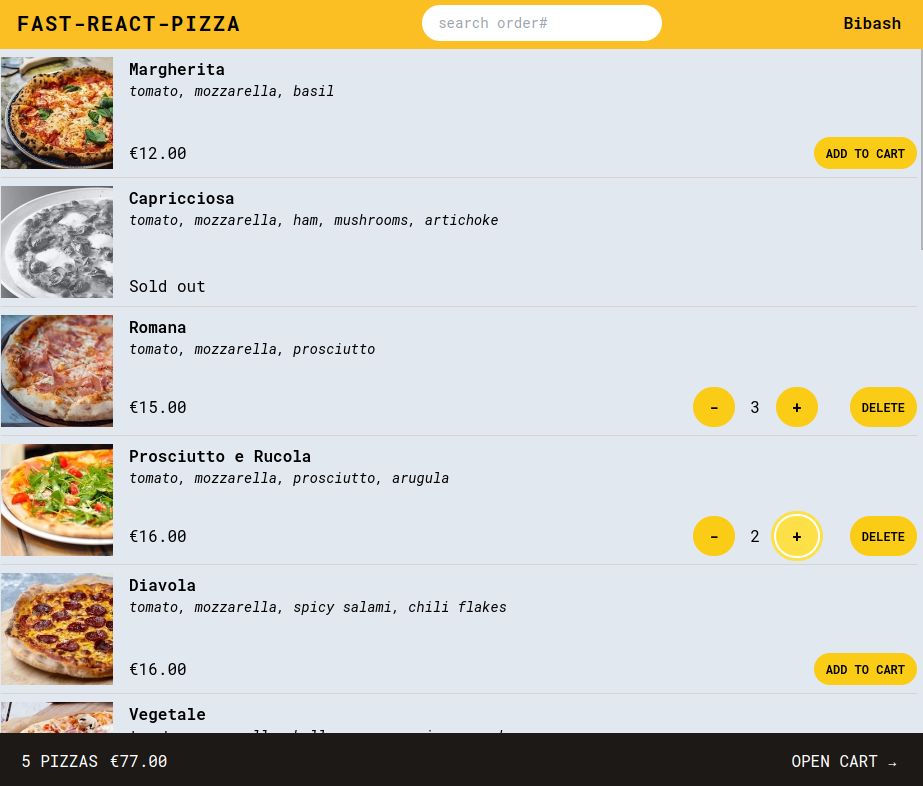 FAST-REACT-PIZZA
search order#
Bibash
Margherita
tomato, mozzarella, basil
€12.00
ADD TO CART
Capricciosa
tomato, mozzarella, ham, mushrooms, artichoke
Sold out
Romana
tomato, mozzarella, prosciutto
€15.00
- 3 + DELETE
Prosciutto e Rucola
tomato, mozzarella, prosciutto, arugula
€16.00
- 2 + DELETE
Diavola
tomato, mozzarella, spicy salami, chili flakes
€16.00
ADD TO CART
Vegetale
5 PIZZAS €77.00
OPEN CART →